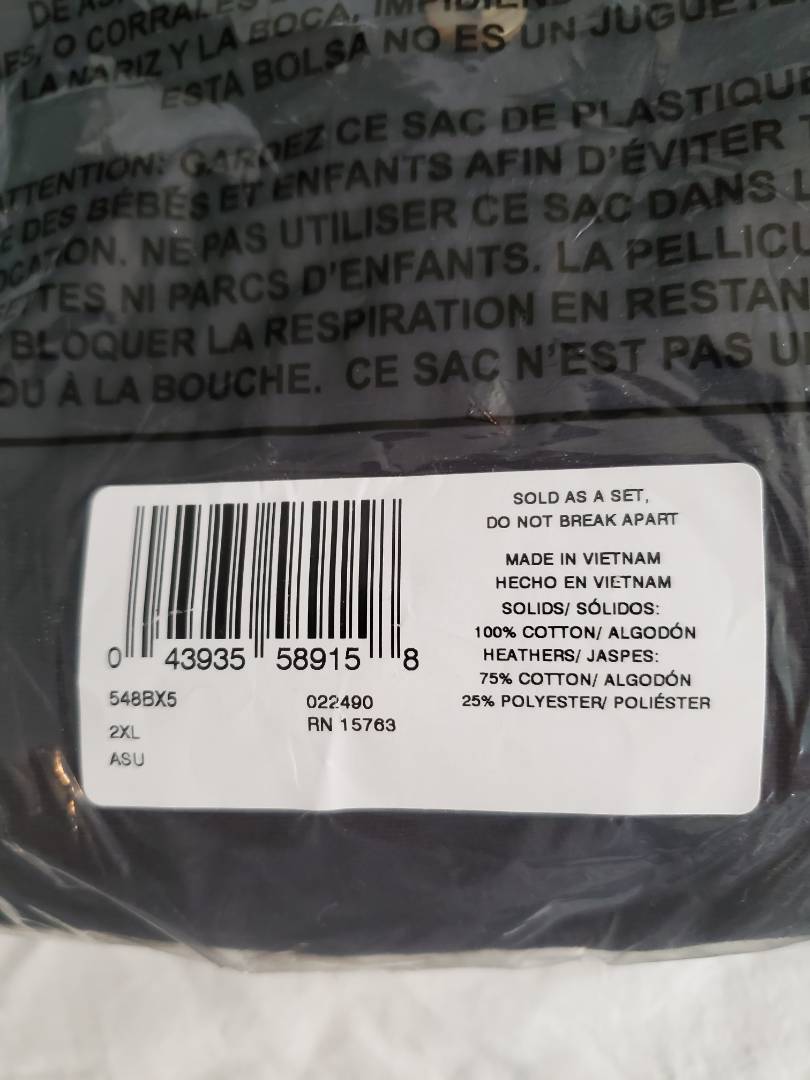 DE
ES, O CORRALES
LA NARIZ Y LA BOCA,
ESTA BOLSA NO ES UN JUGUETE
ATTENTION: GARDEZ CE SAC DE PLASTIQUE
DES BÉBÉS ET ENFANTS AFIN D'ÉVITER
NE PAS UTILISER CE SAC DANS
NI PARCS D'ENFANTS. LA PELLICU
BLOQUER LA RESPIRATION EN RESTAN
OU À LA BOUCHE. CE SAC N'EST PAS
0 43935 58915 8
548BX5 022490
2XL RN 15763
ASU
SOLD AS A SET,
DO NOT BREAK APART
MADE IN VIETNAM
HECHO EN VIETNAM
SOLIDS/ SÓLIDOS:
100% COTTON/ ALGODÓN
HEATHERS/ JASPES:
75% COTTON/ ALGODÓN
25% POLYESTER/ POLIÉSTER